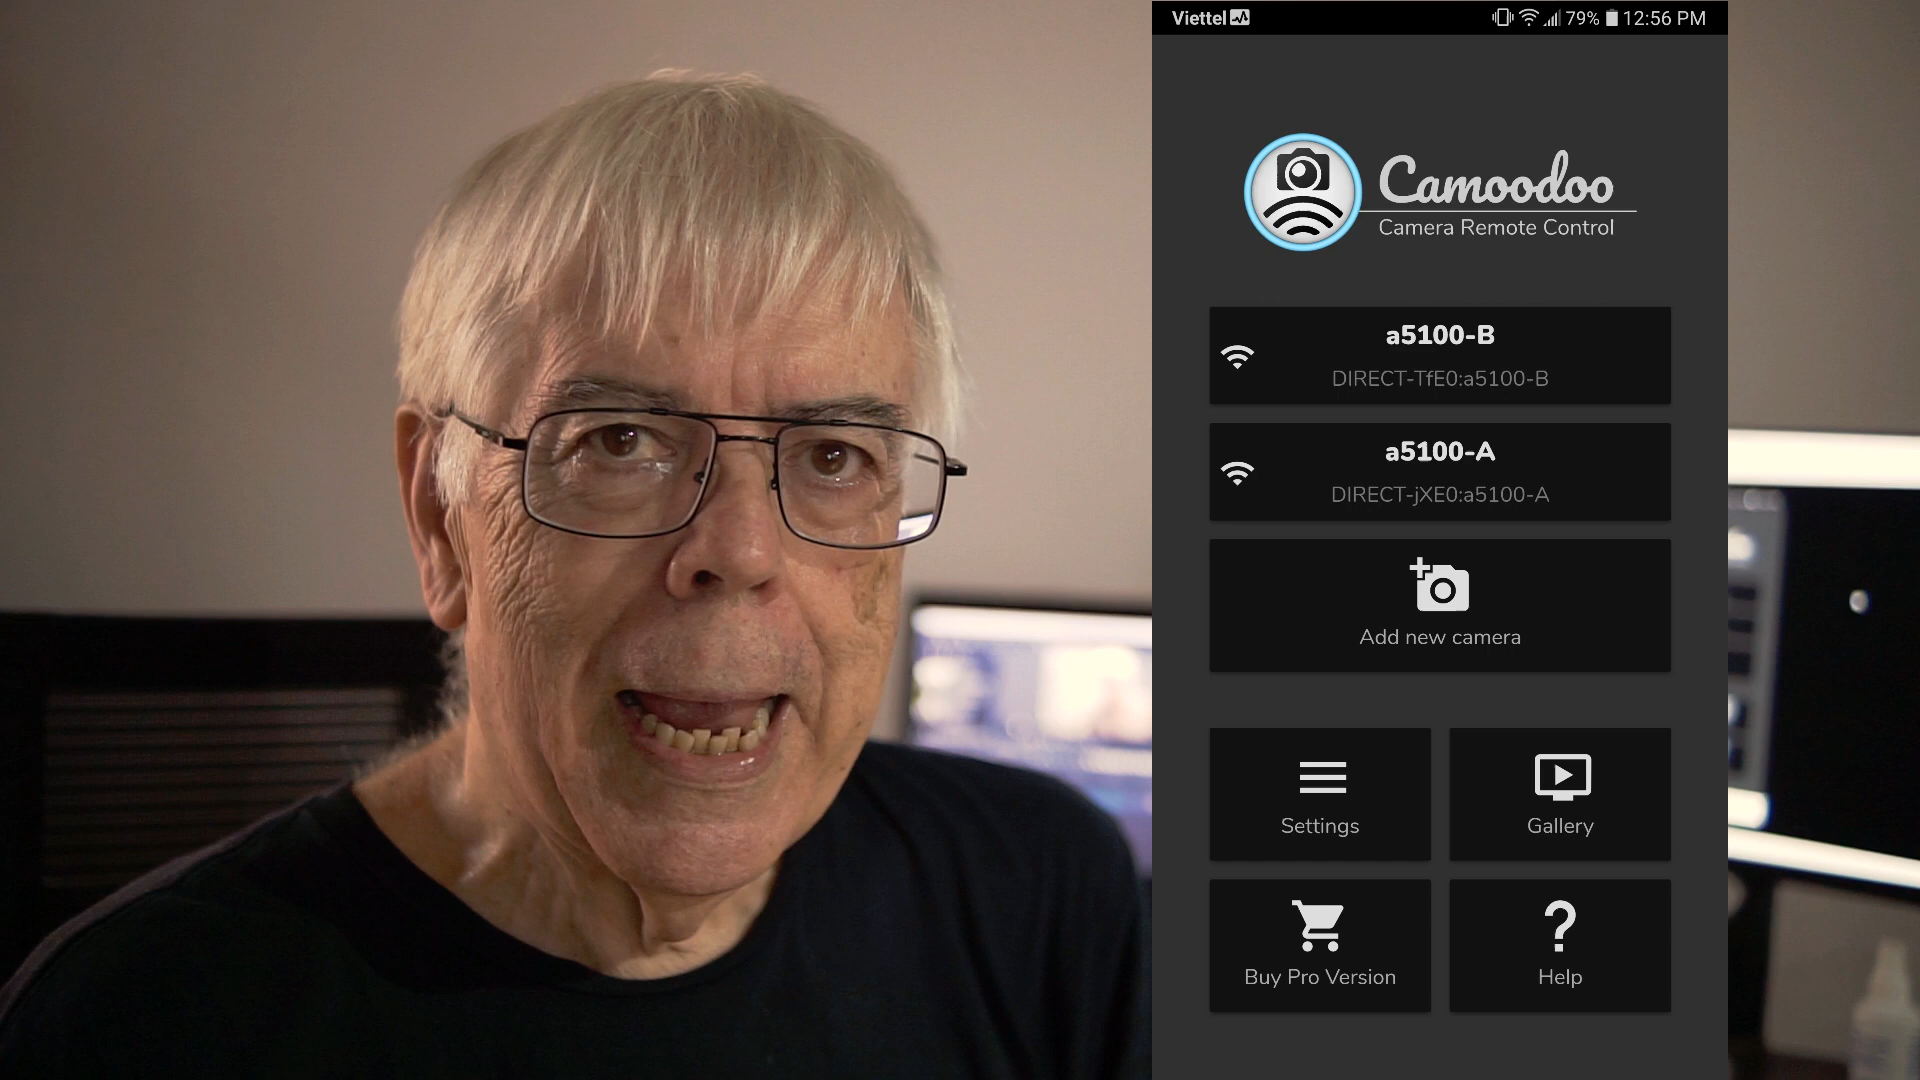 Viettel 79% 12:56 PM
Camoodoo
Camera Remote Control
a5100-B
DIRECT-TfE0:a5100-B
a5100-A
DIRECT-jXE0:a5100-A
Add new camera
Settings
Gallery
Buy Pro Version
Help